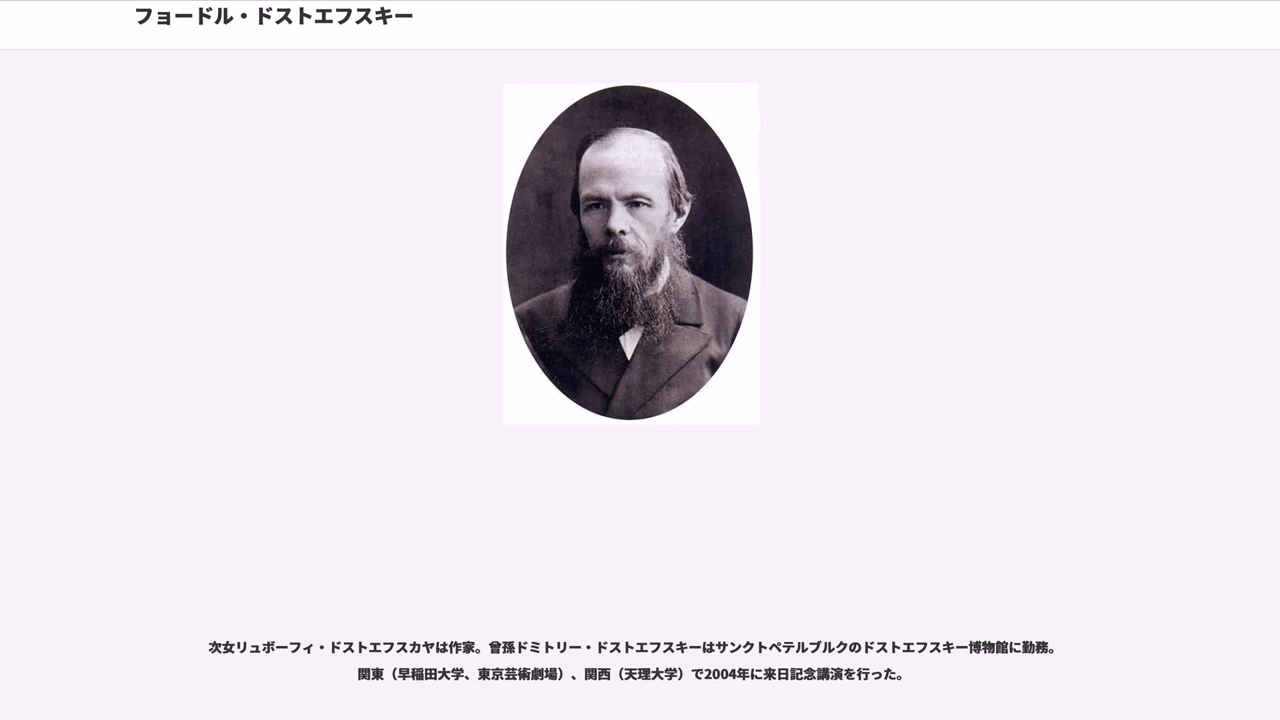 フョードル・ドストエフスキー
次女リュボーフィ・ドストエフスカヤは作家。曾孫ドミトリー・ドストエフスキーはサンクトペテルブルクのドストエフスキー博物館に勤務。
関東（早稲田大学、東京芸術劇場）、関西（天理大学）で2004年に来日記念講演を行った。